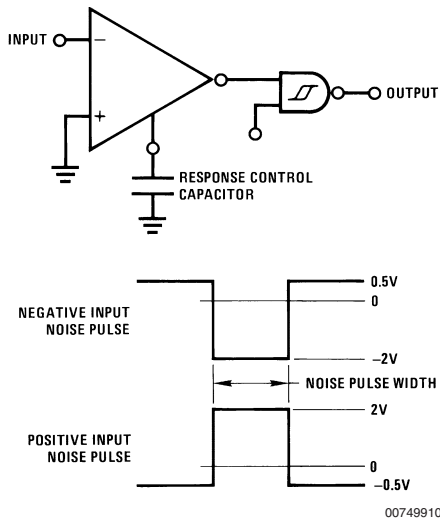 INPUT
−
+
OUTPUT
RESPONSE CONTROL
CAPACITOR
NEGATIVE INPUT
NOISE PULSE
0.5V
0
−2V
NOISE PULSE WIDTH
POSITIVE INPUT
NOISE PULSE
2V
0
−0.5V
00749910